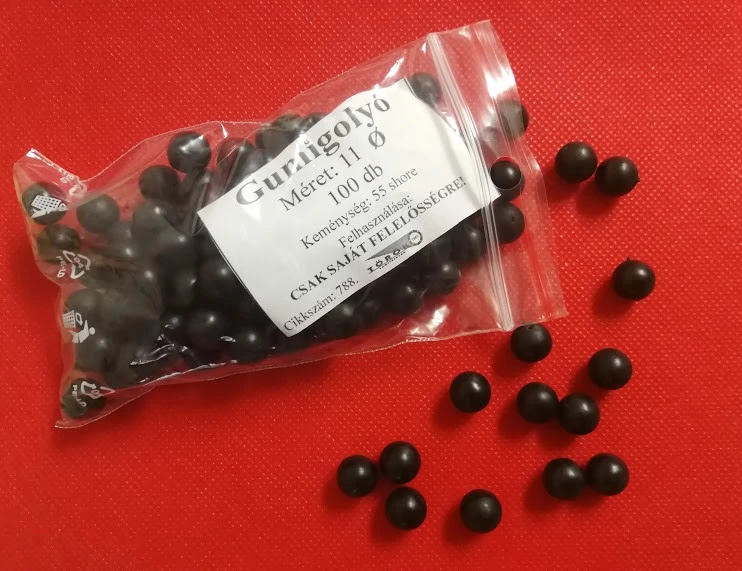 Gumigolyó
Méret: 11 Ø
100 db
Keménység: 55 shore
Felhasználása:
CSAK SAJÁT FELELŐSSÉGRE!
Cikkszám: 788.